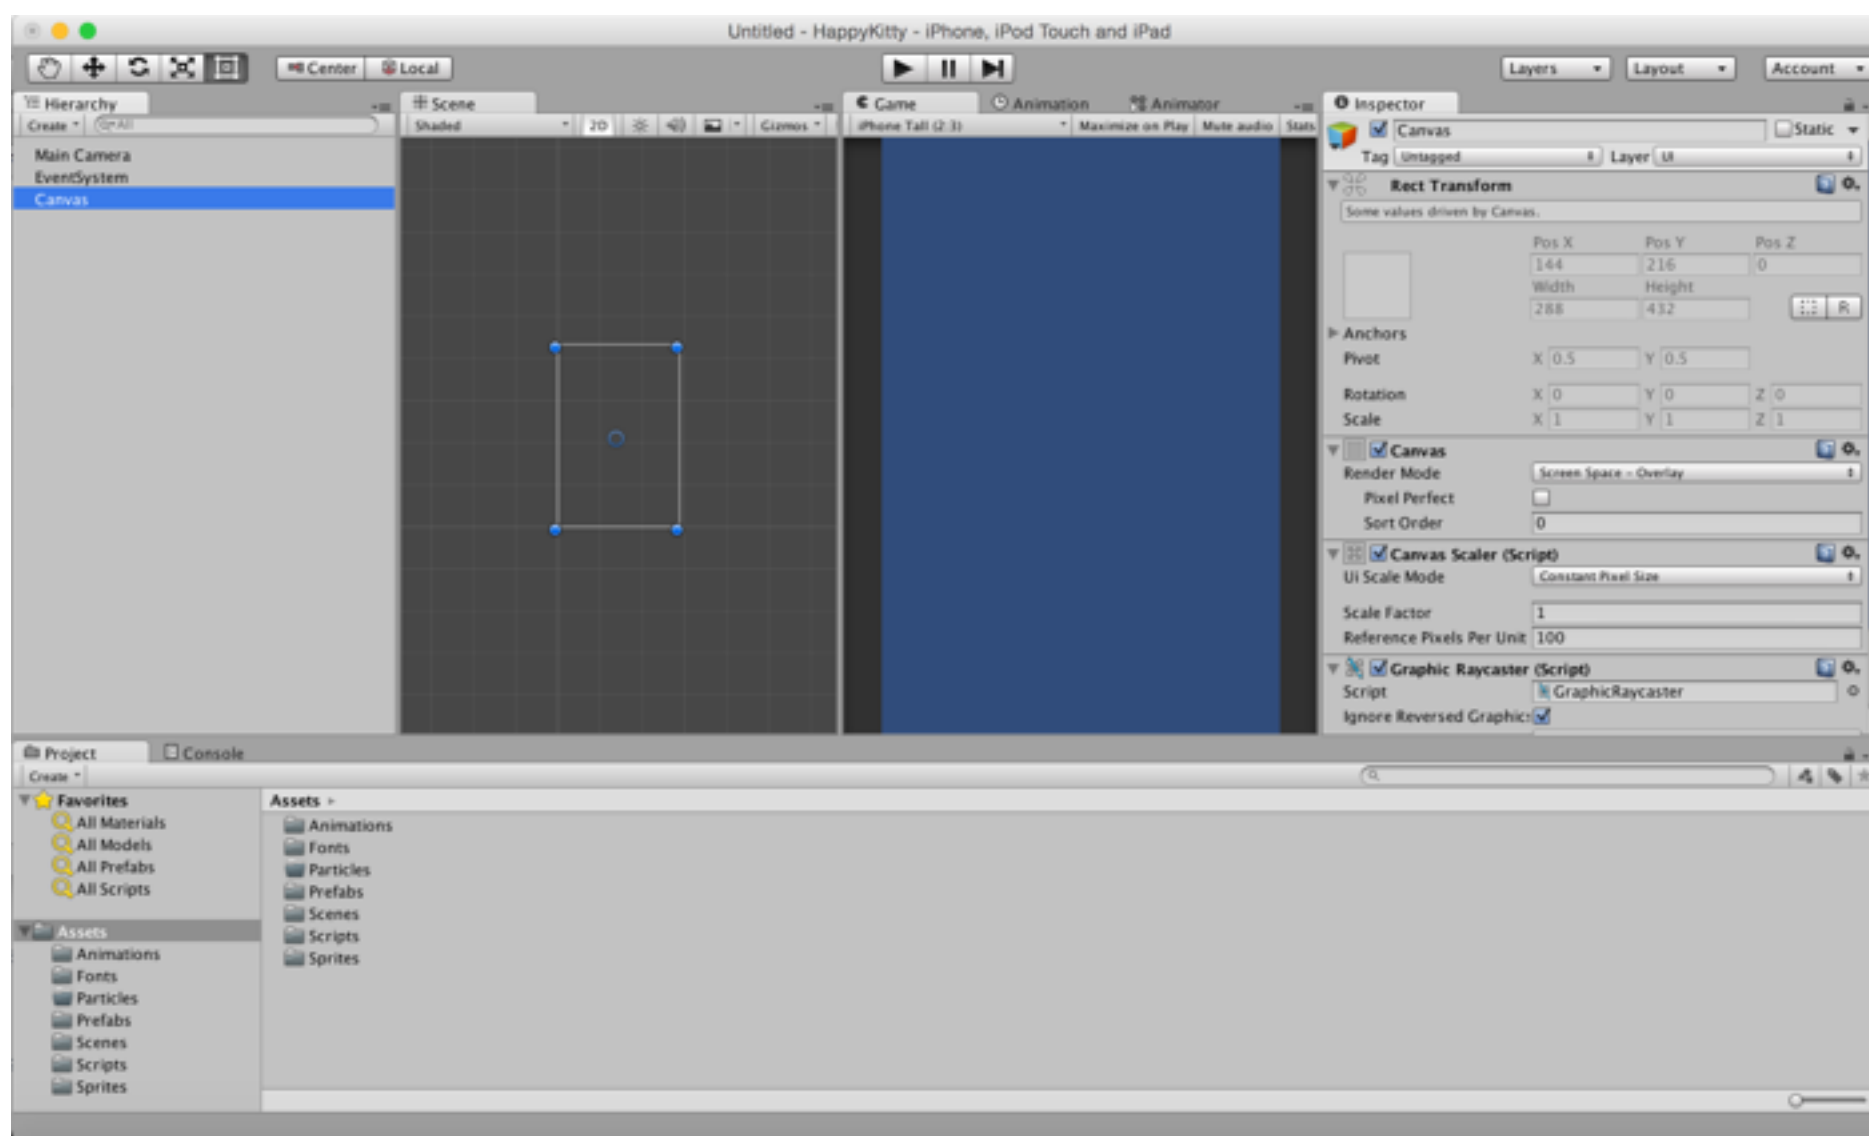 Untitled - HappyKitty - iPhone, iPod Touch and iPad
Center Local
Layers Layout Account
Hierarchy
Create All
Main Camera
EventSystem
Canvas
Scene
Shaded 2D Gizmos
Game Animation Animator
iPhone Tall (2:3) Maximize on Play Mute audio Stats
Inspector
Canvas Static
Tag Untagged Layer UI
Rect Transform
Some values driven by Canvas.
Pos X Pos Y Pos Z
144 216 0
Width Height
288 432
R
Anchors
Pivot X 0.5 Y 0.5
Rotation X 0 Y 0 Z 0
Scale X 1 Y 1 Z 1
Canvas
Render Mode Screen Space - Overlay
Pixel Perfect
Sort Order 0
Canvas Scaler (Script)
Ui Scale Mode Constant Pixel Size
Scale Factor 1
Reference Pixels Per Unit 100
Graphic Raycaster (Script)
Script GraphicRaycaster
Ignore Reversed Graphic
Project Console
Create
Favorites
All Materials
All Models
All Prefabs
All Scripts
Assets
Animations
Fonts
Particles
Prefabs
Scenes
Scripts
Sprites
Assets
Animations
Fonts
Particles
Prefabs
Scenes
Scripts
Sprites